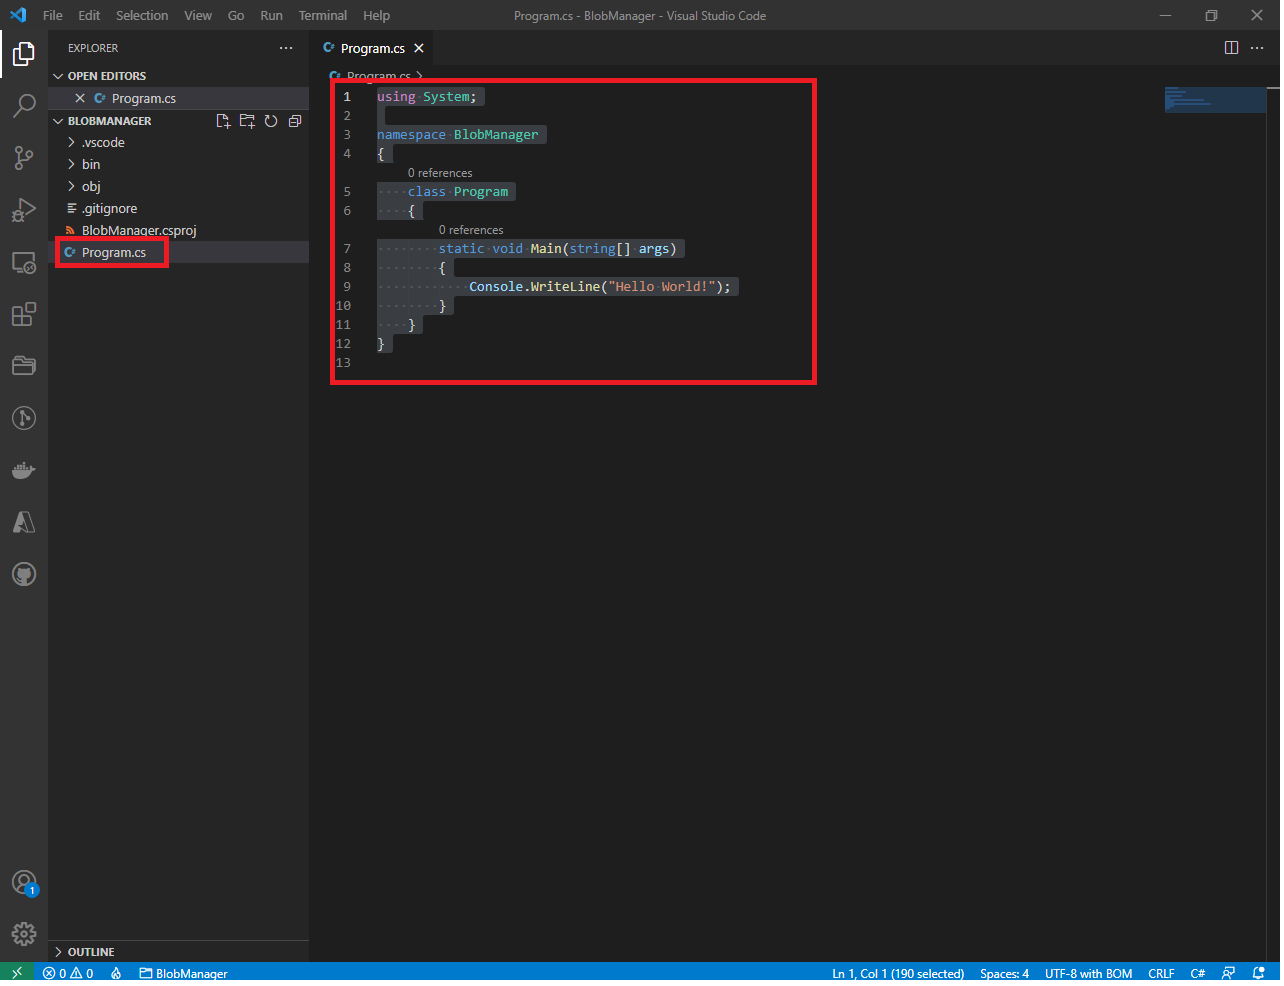 File Edit Selection View Go Run Terminal Help
Program.cs - BlobManager - Visual Studio Code
EXPLORER
OPEN EDITORS
Program.cs
BLOBMANAGER
.vscode
bin
obj
.gitignore
BlobManager.csproj
Program.cs
OUTLINE
Program.cs
Program.cs
1 using System;
2
3 namespace BlobManager
4 {
0 references
5 class Program
6 {
0 references
7 static void Main(string[] args)
8 {
9 Console.WriteLine("Hello World!");
10 }
11 }
12 }
13
1
0 0 BlobManager Ln 1, Col 1 (190 selected) Spaces: 4 UTF-8 with BOM CRLF C#